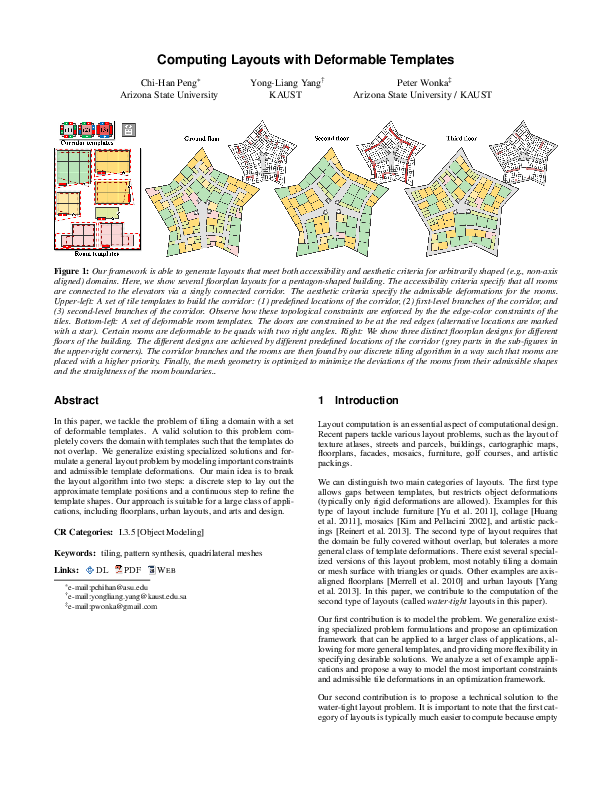 Computing Layouts with Deformable Templates
Chi-Han Peng*
Arizona State University
Yong-Liang Yang†
KAUST
Peter Wonka‡
Arizona State University / KAUST
(1) (2) (3)
Corridor templates
Room templates
Ground floor
Second floor
Third floor
Figure 1: Our framework is able to generate layouts that meet both accessibility and aesthetic criteria for arbitrarily shaped (e.g., non-axis
aligned) domains. Here, we show several floorplan layouts for a pentagon-shaped building. The accessibility criteria specify that all rooms
are connected to the elevators via a singly connected corridor. The aesthetic criteria specify the admissible deformations for the rooms.
Upper-left: A set of tile templates to build the corridor: (1) predefined locations of the corridor, (2) first-level branches of the corridor, and
(3) second-level branches of the corridor. Observe how these topological constraints are enforced by the the edge-color constraints of the
tiles. Bottom-left: A set of deformable room templates. The doors are constrained to be at the red edges (alternative locations are marked
with a star). Certain rooms are deformable to be quads with two right angles. Right: We show three distinct floorplan designs for different
floors of the building. The different designs are achieved by different predefined locations of the corridor (grey parts in the sub-figures in
the upper-right corners). The corridor branches and the rooms are then found by our discrete tiling algorithm in a way such that rooms are
placed with a higher priority. Finally, the mesh geometry is optimized to minimize the deviations of the rooms from their admissible shapes
and the straightness of the room boundaries..
Abstract
In this paper, we tackle the problem of tiling a domain with a set
of deformable templates. A valid solution to this problem com-
pletely covers the domain with templates such that the templates do
not overlap. We generalize existing specialized solutions and for-
mulate a general layout problem by modeling important constraints
and admissible template deformations. Our main idea is to break
the layout algorithm into two steps: a discrete step to lay out the
approximate template positions and a continuous step to refine the
template shapes. Our approach is suitable for a large class of appli-
cations, including floorplans, urban layouts, and arts and design.
CR Categories: I.3.5 [Object Modeling]
Keywords: tiling, pattern synthesis, quadrilateral meshes
Links: DL PDF WEB
*e-mail:pchihan@asu.edu
†e-mail:yongliang.yang@kaust.edu.sa
‡e-mail:pwonka@gmail.com
1 Introduction
Layout computation is an essential aspect of computational design.
Recent papers tackle various layout problems, such as the layout of
texture atlases, streets and parcels, buildings, cartographic maps,
floorplans, facades, mosaics, furniture, golf courses, and artistic
packings.
We can distinguish two main categories of layouts. The first type
allows gaps between templates, but restricts object deformations
(typically only rigid deformations are allowed). Examples for this
type of layout include furniture [Yu et al. 2011], collage [Huang
et al. 2011], mosaics [Kim and Pellacini 2002], and artistic pack-
ings [Reinert et al. 2013]. The second type of layout requires that
the domain be fully covered without overlap, but tolerates a more
general class of template deformations. There exist several special-
ized versions of this layout problem, most notably tiling a domain
or mesh surface with triangles or quads. Other examples are axis-
aligned floorplans [Merrell et al. 2010] and urban layouts [Yang
et al. 2013]. In this paper, we contribute to the computation of the
second type of layouts (called water-tight layouts in this paper).
Our first contribution is to model the problem. We generalize exist-
ing specialized problem formulations and propose an optimization
framework that can be applied to a larger class of applications, al-
lowing for more general templates, and providing more flexibility in
specifying desirable solutions. We analyze a set of example appli-
cations and propose a way to model the most important constraints
and admissible tile deformations in an optimization framework.
Our second contribution is to propose a technical solution to the
water-tight layout problem. It is important to note that the first cat-
egory of layouts is typically much easier to compute because empty